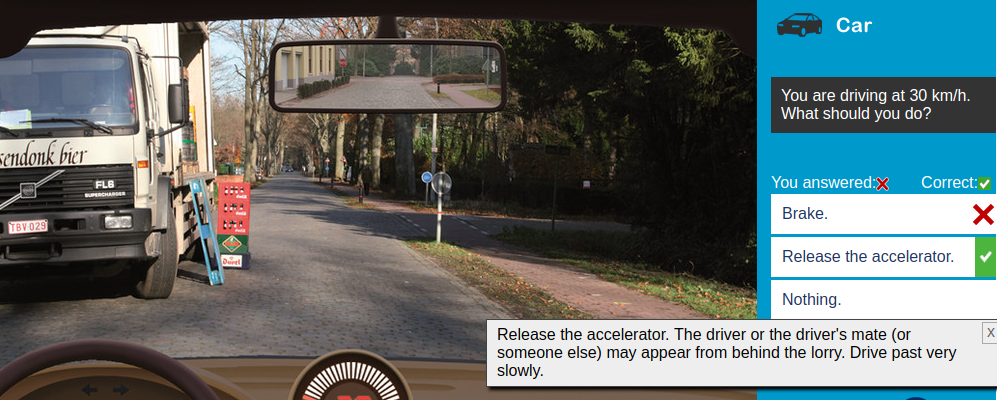 Car
You are driving at 30 km/h.
What should you do?
You answered:
Correct:
Brake.
Release the accelerator.
Nothing.
Release the accelerator. The driver or the driver's mate (or
someone else) may appear from behind the lorry. Drive past very
slowly.
X
sendonk bier
FL6
SUPERCHARGER
TBV·029
Duvel